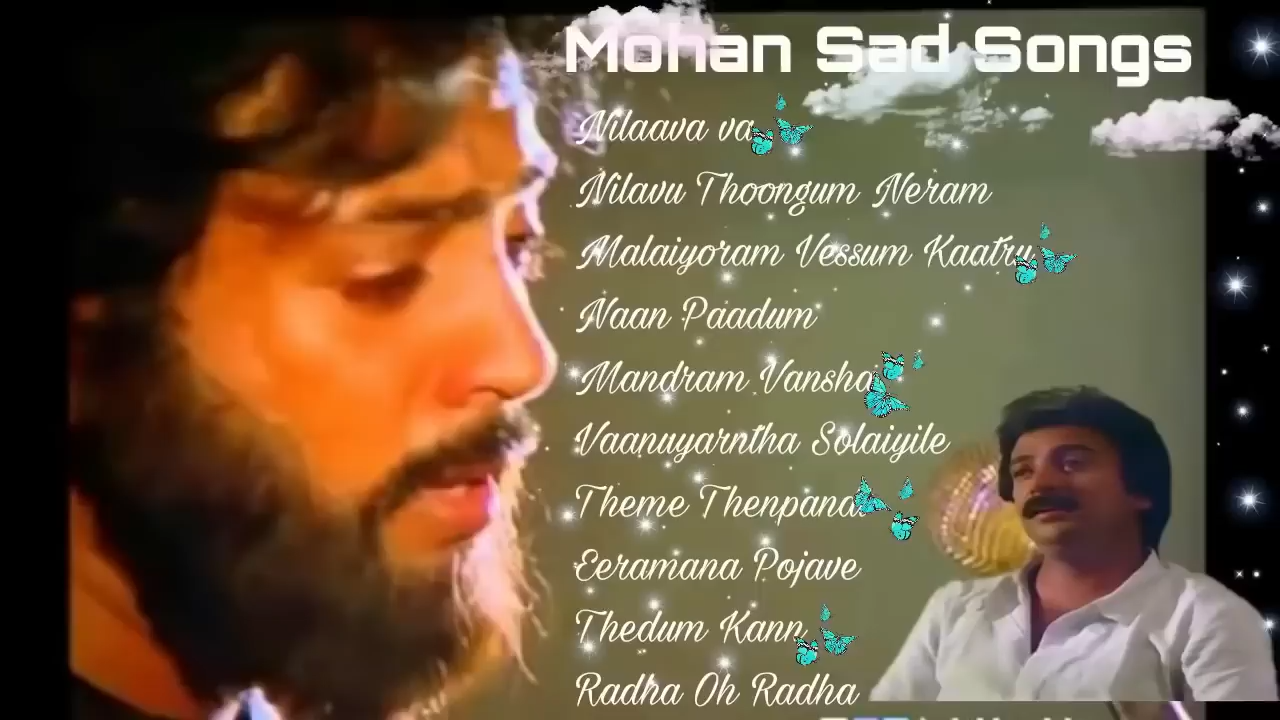 Mohan Sad Songs
Nilaava va
Nilavu Thoongum Neram
Malaiyoram Vessum Kaatru
Naan Paadum
Mandram Vansha
Vaanuyarntha Solaiyile
Theme Thenpandi
Eeramana Pojave
Thedum Kann
Radha Oh Radha